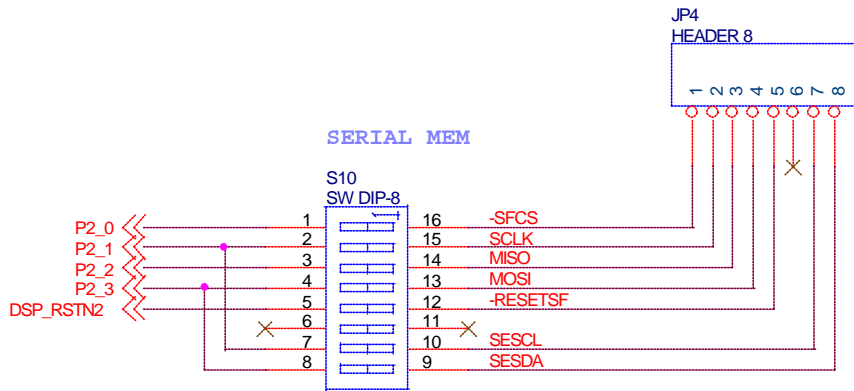 JP4
HEADER 8
1 2 3 4 5 6 7 8
SERIAL MEM
S10
SW DIP-8
P2_0 1 16 -SFCS
P2_1 2 15 SCLK
P2_2 3 14 MISO
P2_3 4 13 MOSI
DSP_RSTN2 5 12 -RESETSF
6 11
7 10 SESCL
8 9 SESDA